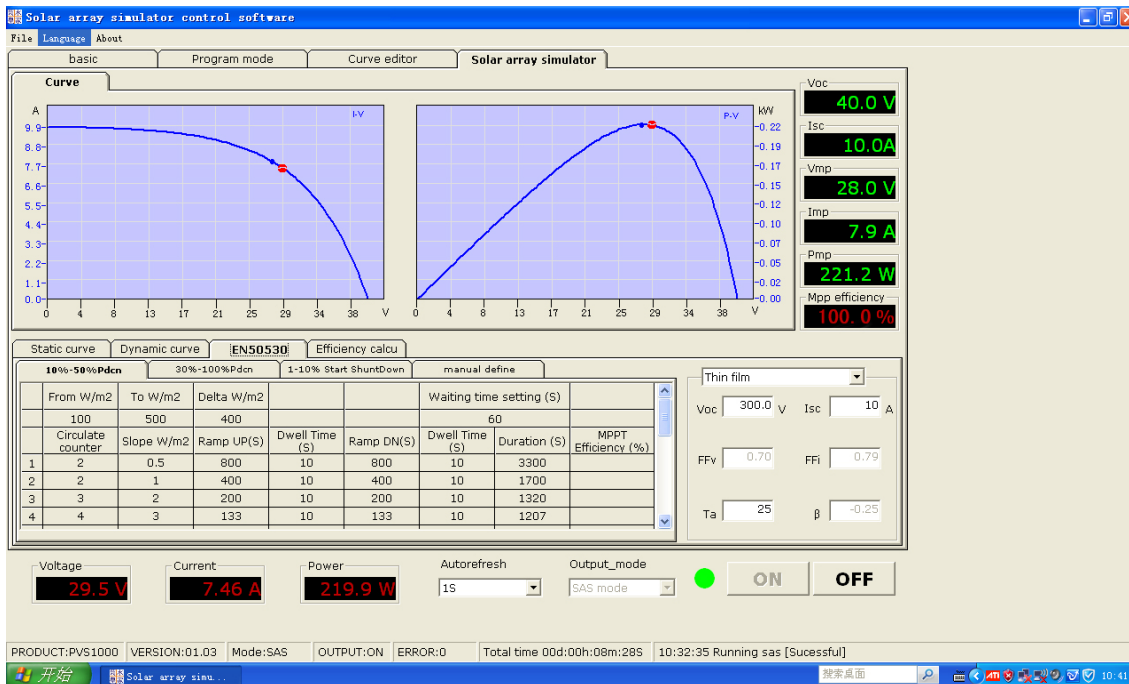 Solar array simulator control software
File Language About
basic Program mode Curve editor Solar array simulator
Curve
A I-V
9.9
8.8
7.7
6.6
5.5
4.4
3.3
2.2
1.1
0.0
0 4 8 13 17 21 25 29 34 38 V
P-V kW
0.22
0.19
0.17
0.15
0.12
0.10
0.07
0.05
0.02
0.00
0 4 8 13 17 21 25 29 34 38 V
Voc
40.0 V
Isc
10.0A
Vmp
28.0 V
Imp
7.9 A
Pmp
221.2 W
Mpp efficiency
100.0 %
Static curve Dynamic curve EN50530 Efficiency calcu
10%-50%Pdcn 30%-100%Pdcn 1-10% Start ShuntDown manual define
From W/m2 To W/m2 Delta W/m2 Waiting time setting (S)
100 500 400 60
Circulate counter Slope W/m2 Ramp UP(S) Dwell Time (S) Ramp DN(S) Dwell Time (S) Duration (S) MPPT Efficiency (%)
1 2 0.5 800 10 800 10 3300
2 2 1 400 10 400 10 1700
3 3 2 200 10 200 10 1320
4 4 3 133 10 133 10 1207
Thin film
Voc 300.0 V Isc 10 A
FFv 0.70 FFi 0.79
Ta 25 β -0.25
Voltage
29.5 V
Current
7.46 A
Power
219.9 W
Autorefresh
1S
Output_mode
SAS mode
ON OFF
PRODUCT:PVS1000 VERSION:01.03 Mode:SAS OUTPUT:ON ERROR:0 Total time 00d:00h:08m:28S 10:32:35 Running sas [Sucessful]
开始 Solar array simu... 搜索桌面 ATI 10:41